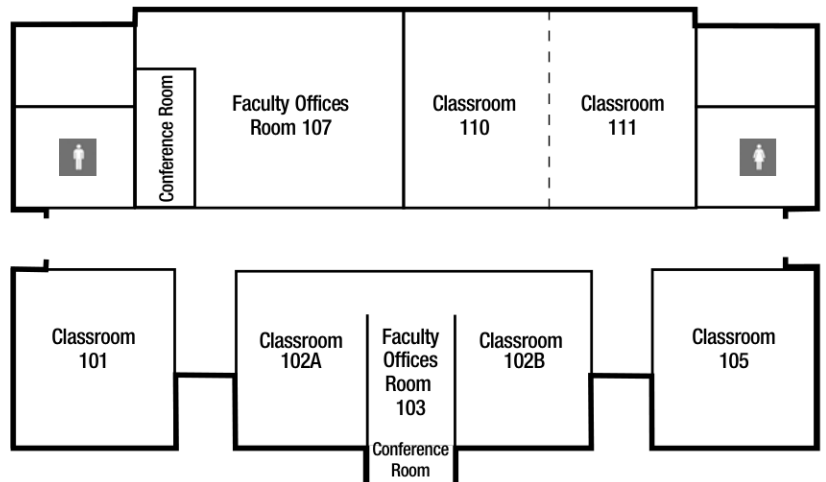 Conference Room
Faculty Offices
Room 107
Classroom
110
Classroom
111
Classroom
101
Classroom
102A
Faculty
Offices
Room
103
Classroom
102B
Classroom
105
Conference
Room